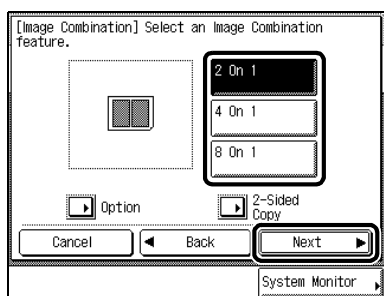 [Image Combination] Select an Image Combination
feature.
2 On 1
4 On 1
8 On 1
Option
2-Sided
Copy
Cancel
Back
Next
System Monitor